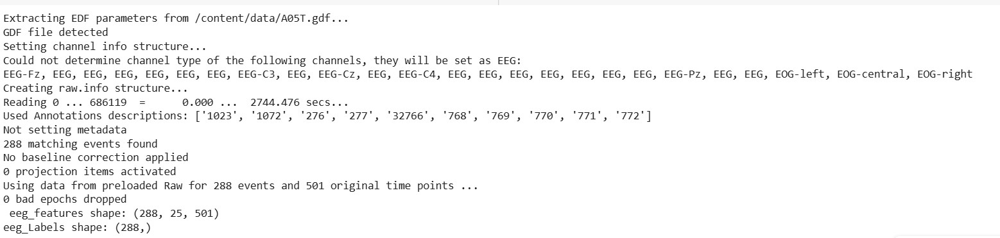 Extracting EDF parameters from /content/data/A05T.gdf...
GDF file detected
Setting channel info structure...
Could not determine channel type of the following channels, they will be set as EEG:
EEG-Fz, EEG, EEG, EEG, EEG, EEG, EEG, EEG-C3, EEG, EEG-Cz, EEG, EEG-C4, EEG, EEG, EEG, EEG, EEG, EEG, EEG, EEG-Pz, EEG, EEG, EOG-left, EOG-central, EOG-right
Creating raw.info structure...
Reading 0 ... 686119  =      0.000 ...  2744.476 secs...
Used Annotations descriptions: ['1023', '1072', '276', '277', '32766', '768', '769', '770', '771', '772']
Not setting metadata
288 matching events found
No baseline correction applied
0 projection items activated
Using data from preloaded Raw for 288 events and 501 original time points ...
0 bad epochs dropped
 eeg_features shape: (288, 25, 501)
eeg_Labels shape: (288,)